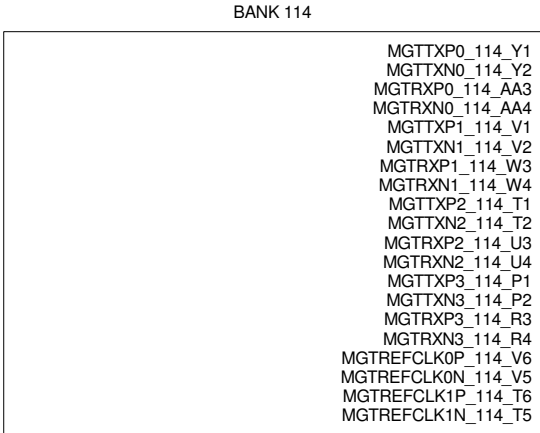 BANK 114
MGTTXP0_114_Y1
MGTTXN0_114_Y2
MGTRXP0_114_AA3
MGTRXN0_114_AA4
MGTTXP1_114_V1
MGTTXN1_114_V2
MGTRXP1_114_W3
MGTRXN1_114_W4
MGTTXP2_114_T1
MGTTXN2_114_T2
MGTRXP2_114_U3
MGTRXN2_114_U4
MGTTXP3_114_P1
MGTTXN3_114_P2
MGTRXP3_114_R3
MGTRXN3_114_R4
MGTREFCLK0P_114_V6
MGTREFCLK0N_114_V5
MGTREFCLK1P_114_T6
MGTREFCLK1N_114_T5